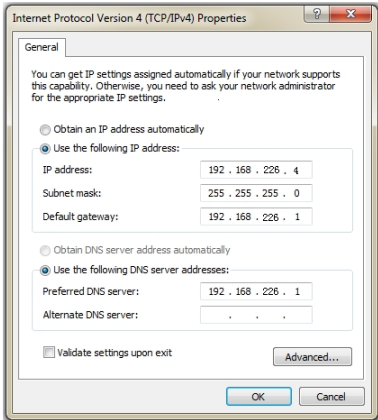 Internet Protocol Version 4 (TCP/IPv4) Properties
General
You can get IP settings assigned automatically if your network supports
this capability. Otherwise, you need to ask your network administrator
for the appropriate IP settings.
Obtain an IP address automatically
Use the following IP address:
IP address: 192 . 168 . 226 . 4
Subnet mask: 255 . 255 . 255 . 0
Default gateway: 192 . 168 . 226 . 1
Obtain DNS server address automatically
Use the following DNS server addresses:
Preferred DNS server: 192 . 168 . 226 . 1
Alternate DNS server: . . .
Validate settings upon exit
Advanced...
OK Cancel